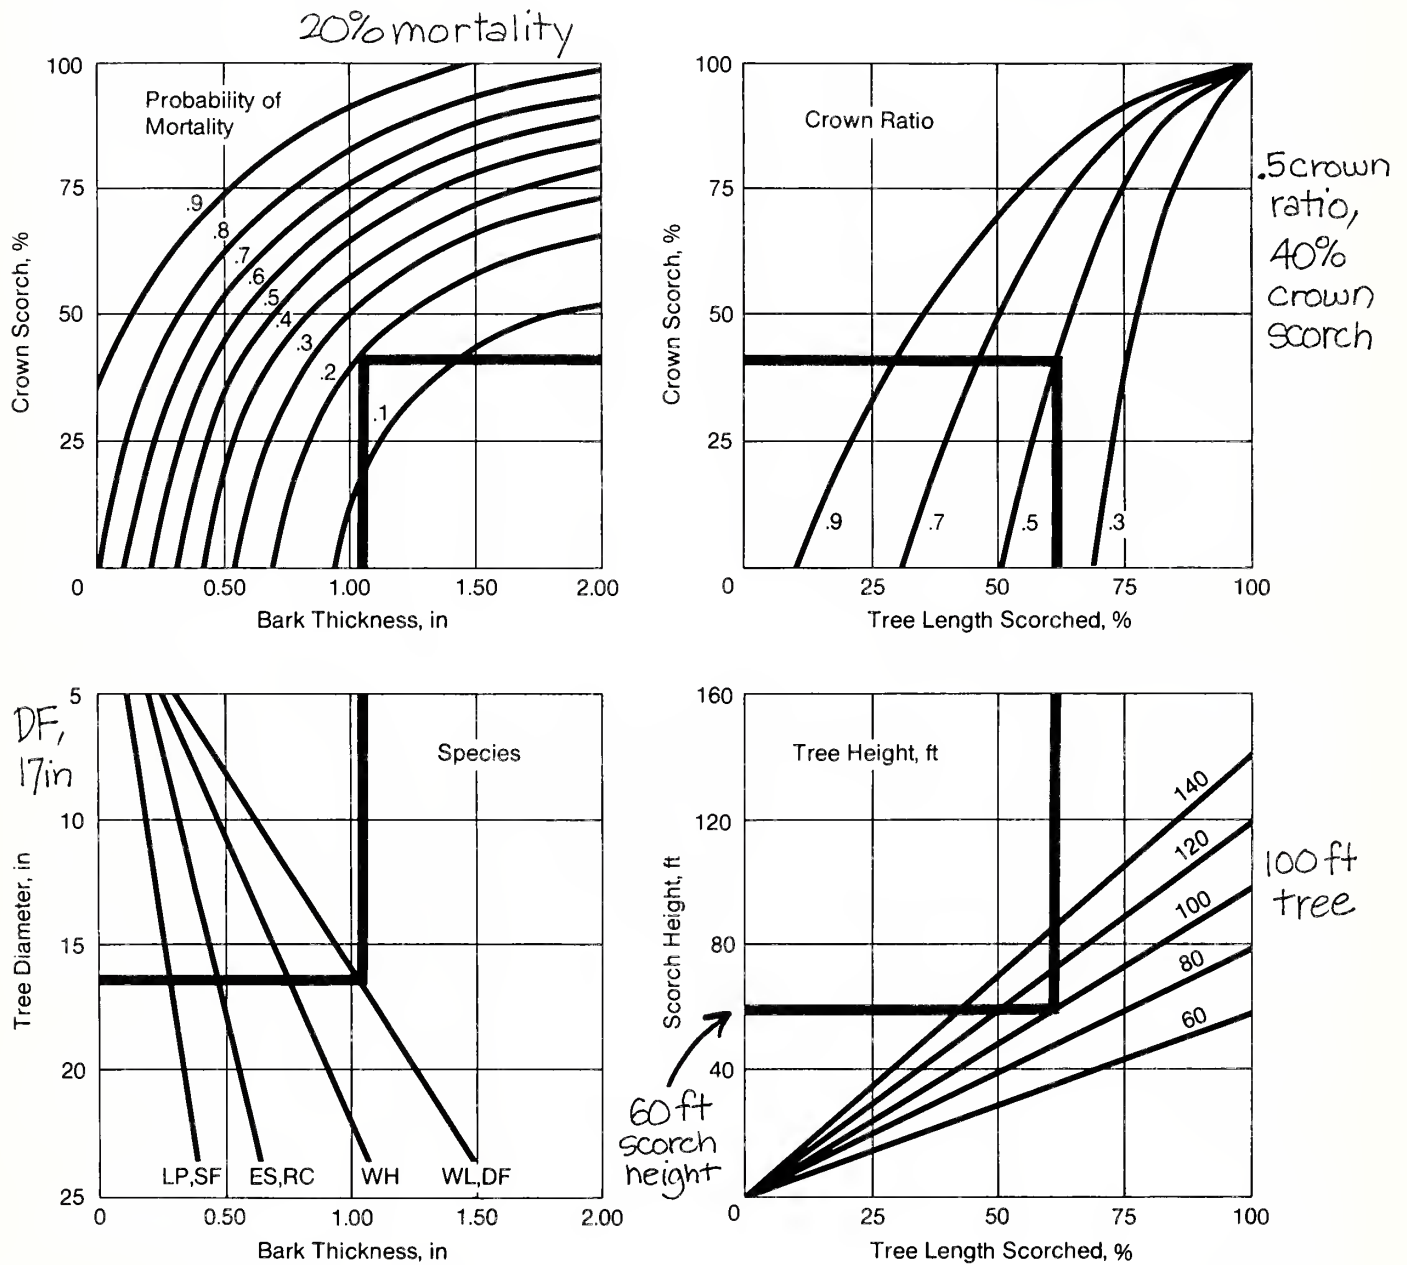 20% mortality
100
75
50
25
0
0.50
1.00
1.50
2.00
Crown Scorch, %
Bark Thickness, in
Probability of
Mortality
.9
.8
.7
.6
.5
.4
.3
.2
.1
100
75
50
25
0
25
50
75
100
Crown Scorch, %
Tree Length Scorched, %
Crown Ratio
.9
.7
.5
.3
.5 crown
ratio,
40%
crown
scorch
DF,
17in
5
10
15
20
25
0
0.50
1.00
1.50
2.00
Tree Diameter, in
Bark Thickness, in
Species
LP,SF
ES,RC
WH
WL,DF
160
120
80
40
0
25
50
75
100
Scorch Height, ft
Tree Length Scorched, %
Tree Height, ft
140
120
100
80
60
100 ft
tree
60 ft
scorch
height